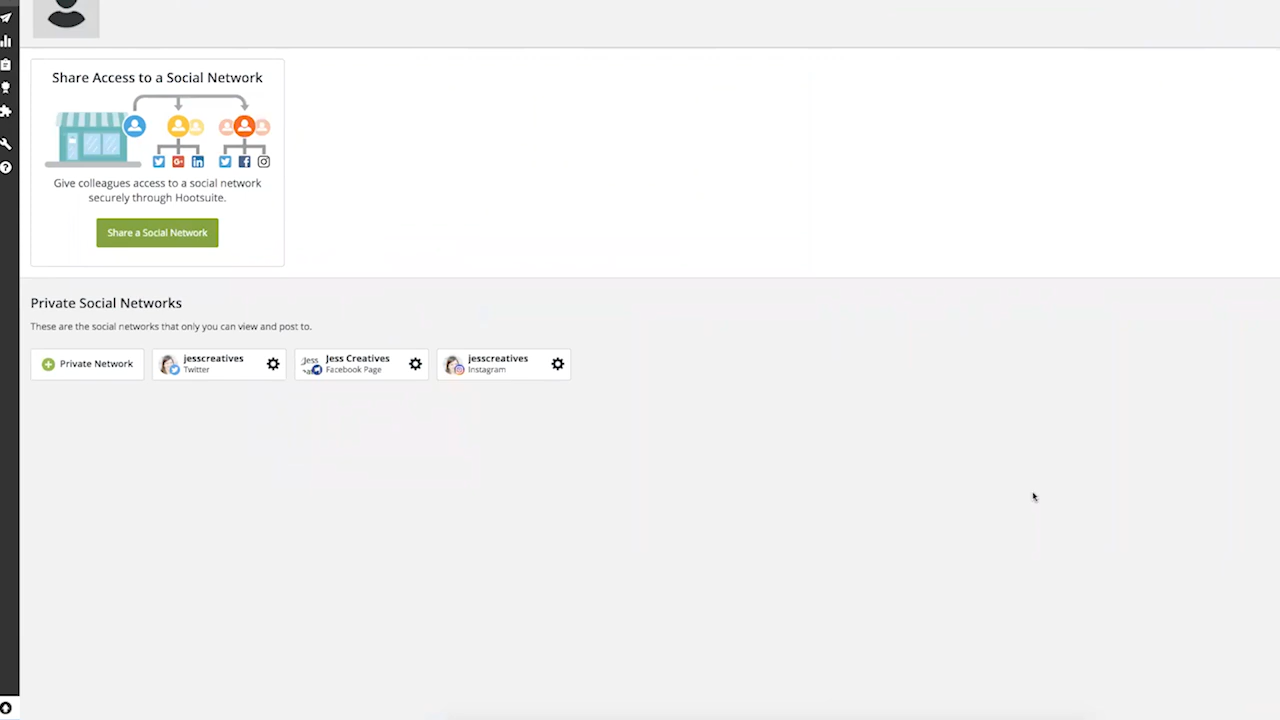 Share Access to a Social Network
Give colleagues access to a social network
securely through Hootsuite.
Share a Social Network
Private Social Networks
These are the social networks that only you can view and post to.
Private Network
jesscreatives
Twitter
Jess
Jess Creatives
Facebook Page
jesscreatives
Instagram